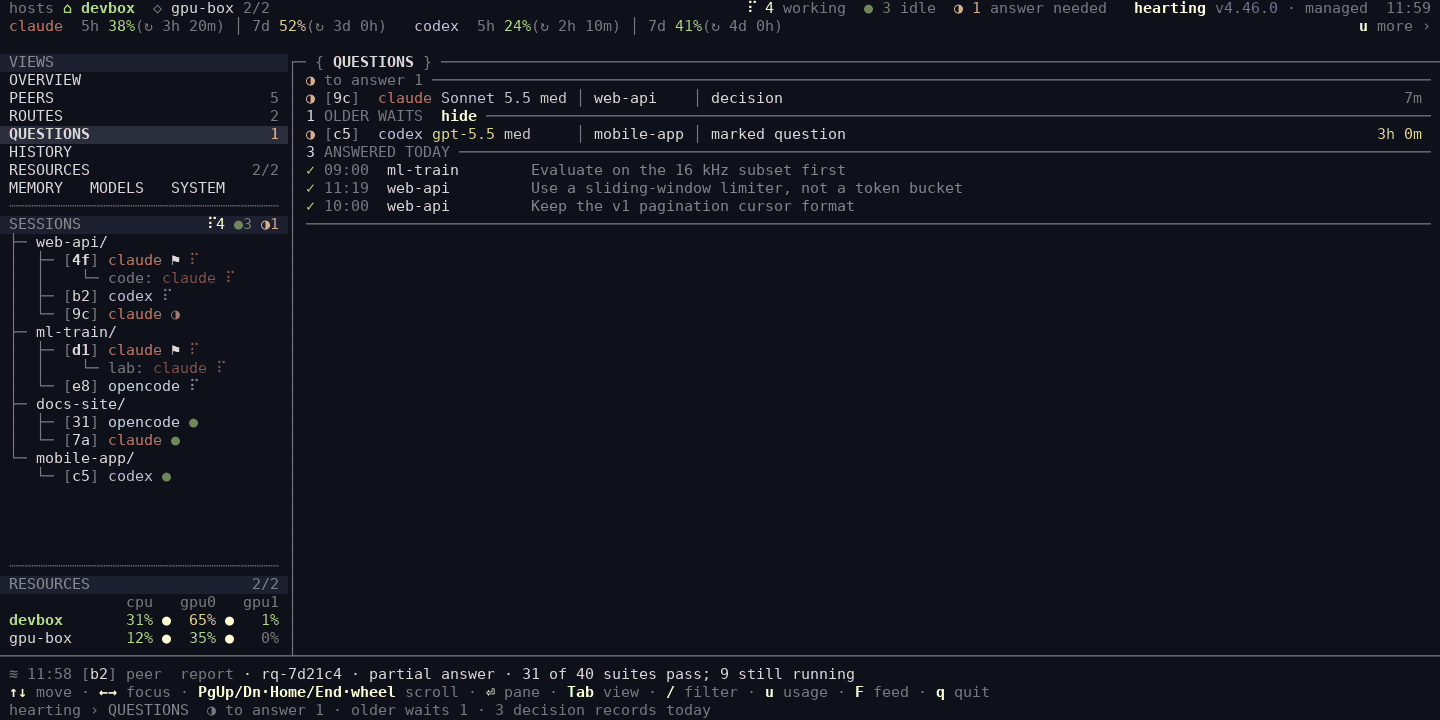 hosts ⌂ devbox ◇ gpu-box 2/2 ⠏ 4 working ● 3 idle ◑ 1 answer needed hearting v4.46.0 · managed 11:59
claude 5h 38%(↻ 3h 20m) │ 7d 52%(↻ 3d 0h) codex 5h 24%(↻ 2h 10m) │ 7d 41%(↻ 4d 0h) u more ›
VIEWS
OVERVIEW
PEERS 5
ROUTES 2
QUESTIONS 1
HISTORY
RESOURCES 2/2
MEMORY MODELS SYSTEM
SESSIONS ⠏4 ●3 ◑1
├─ web-api/
│ ├─ [4f] claude ⚑ ⠏
│ │ └─ code: claude ⠏
│ ├─ [b2] codex ⠏
│ └─ [9c] claude ◑
├─ ml-train/
│ ├─ [d1] claude ⚑ ⠏
│ │ └─ lab: claude ⠏
│ └─ [e8] opencode ⠏
├─ docs-site/
│ ├─ [31] opencode ●
│ └─ [7a] claude ●
└─ mobile-app/
└─ [c5] codex ●
RESOURCES 2/2
cpu gpu0 gpu1
devbox 31% ● 65% ● 1%
gpu-box 12% ● 35% ● 0%
{ QUESTIONS }
◑ to answer 1
◑ [9c] claude Sonnet 5.5 med │ web-api │ decision 7m
1 OLDER WAITS hide
◑ [c5] codex gpt-5.5 med │ mobile-app │ marked question 3h 0m
3 ANSWERED TODAY
✓ 09:00 ml-train Evaluate on the 16 kHz subset first
✓ 11:19 web-api Use a sliding-window limiter, not a token bucket
✓ 10:00 web-api Keep the v1 pagination cursor format
≋ 11:58 [b2] peer report · rq-7d21c4 · partial answer · 31 of 40 suites pass; 9 still running
↑↓ move · ←→ focus · PgUp/Dn·Home/End·wheel scroll · ⏎ pane · Tab view · / filter · u usage · F feed · q quit
hearting › QUESTIONS ◑ to answer 1 · older waits 1 · 3 decision records today